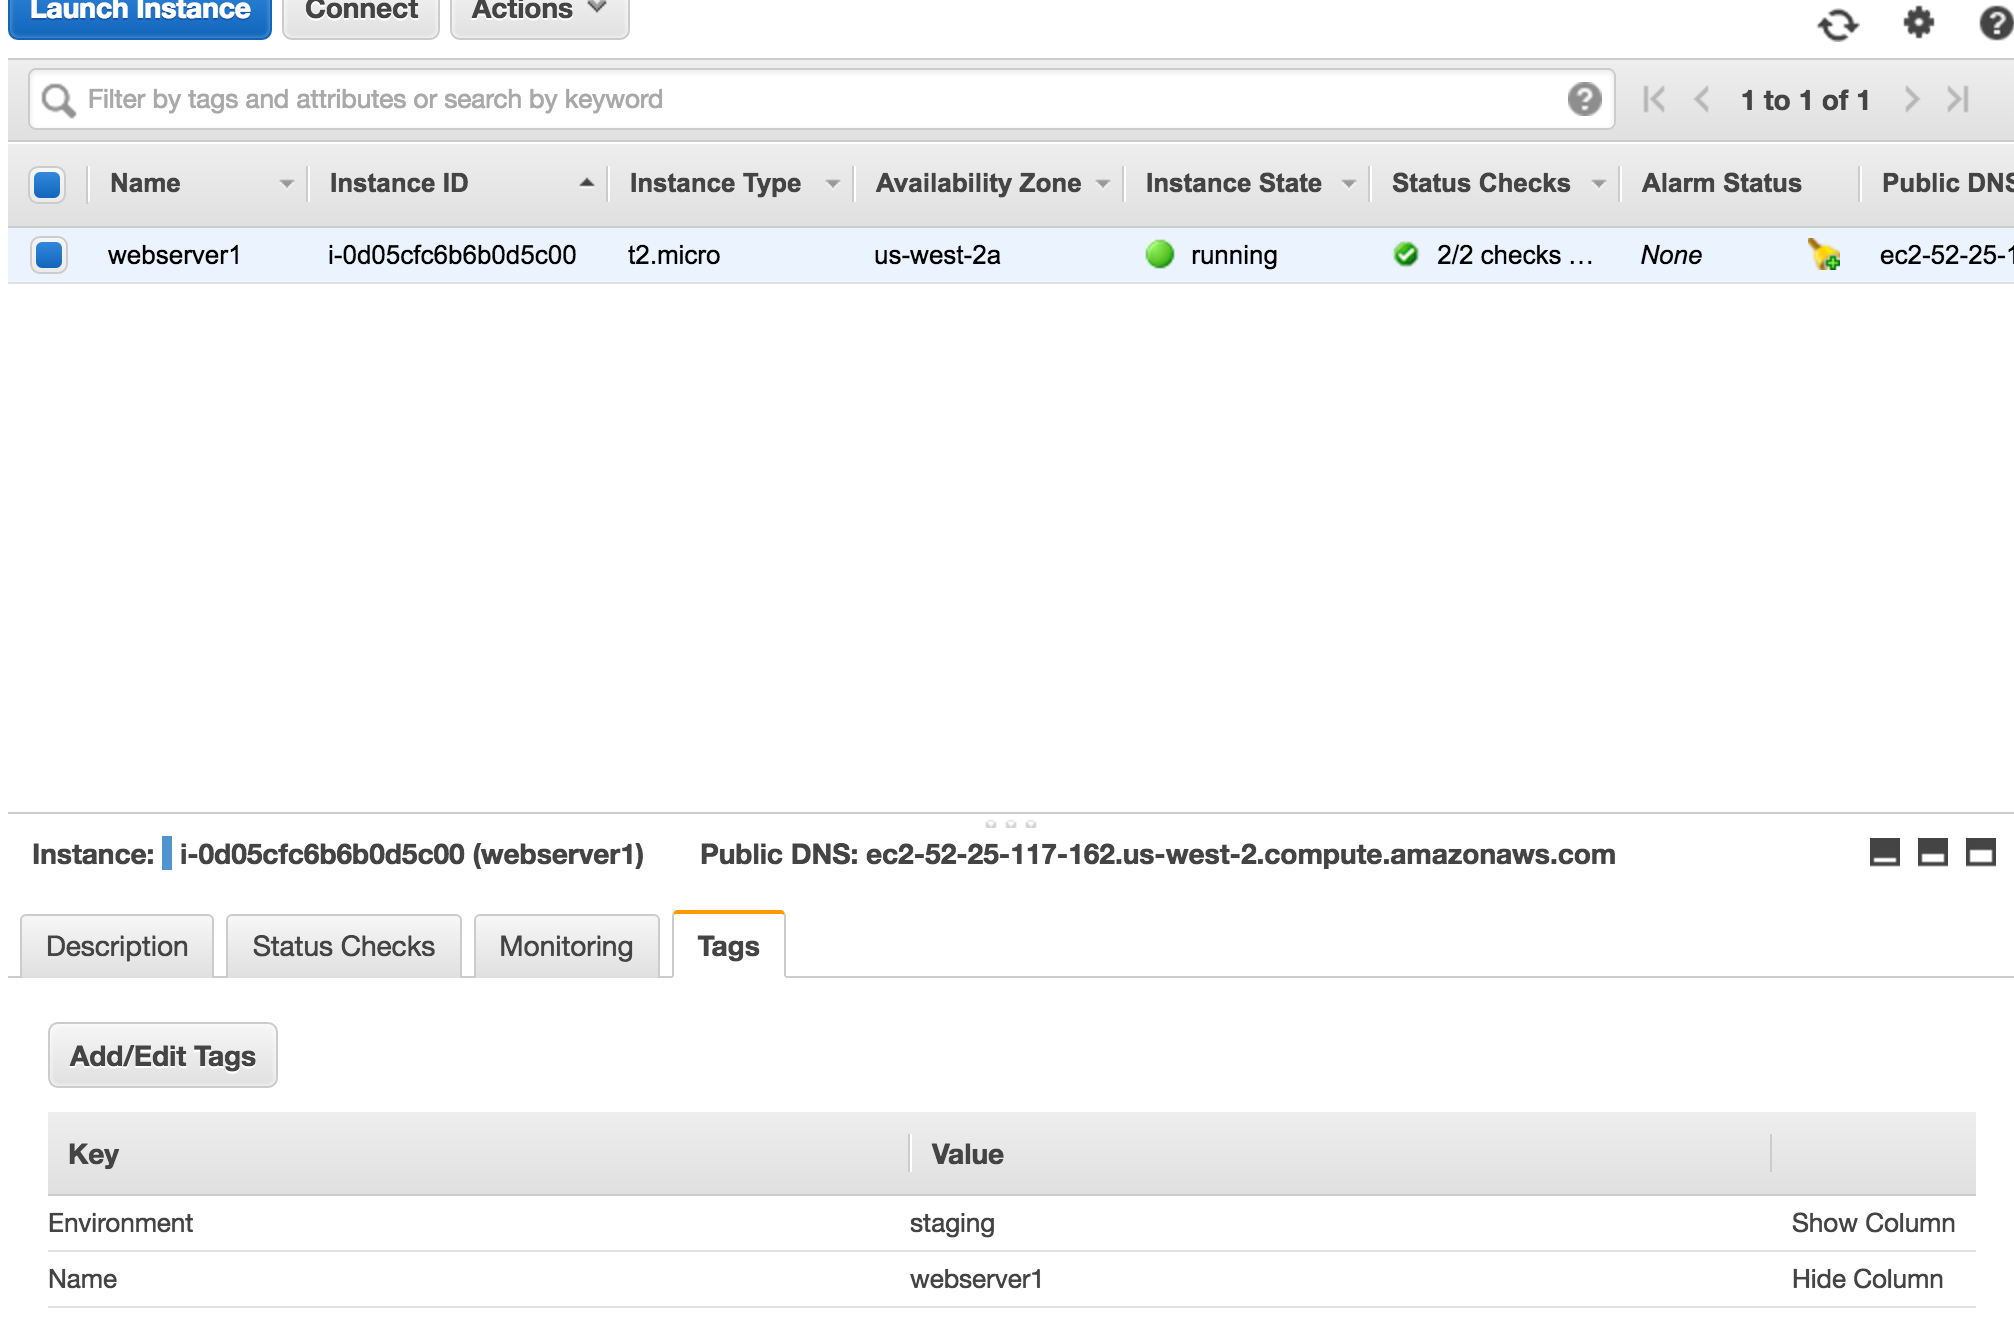 Launch Instance Connect Actions
Filter by tags and attributes or search by keyword 1 to 1 of 1
Name Instance ID Instance Type Availability Zone Instance State Status Checks Alarm Status Public DNS
webserver1 i-0d05cfc6b6b0d5c00 t2.micro us-west-2a running 2/2 checks ... None ec2-52-25-1
Instance: i-0d05cfc6b6b0d5c00 (webserver1) Public DNS: ec2-52-25-117-162.us-west-2.compute.amazonaws.com
Description Status Checks Monitoring Tags
Add/Edit Tags
Key Value
Environment staging Show Column
Name webserver1 Hide Column